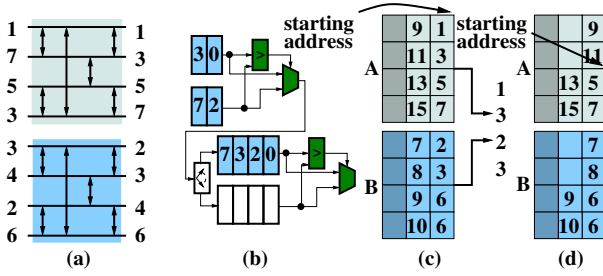 1 1
7 3
5 5
3 7
3 2
4 3
2 4
6 6
(a)
3 0
>
7 2
7 3 2 0
>
(b)
starting
address
A
9 1
11 3
13 5
15 7
B
7 2
8 3
9 6
10 6
(c)
1
3
2
3
starting
address
A
9
11
13 5
15 7
B
7
8
9 6
10 6
(d)